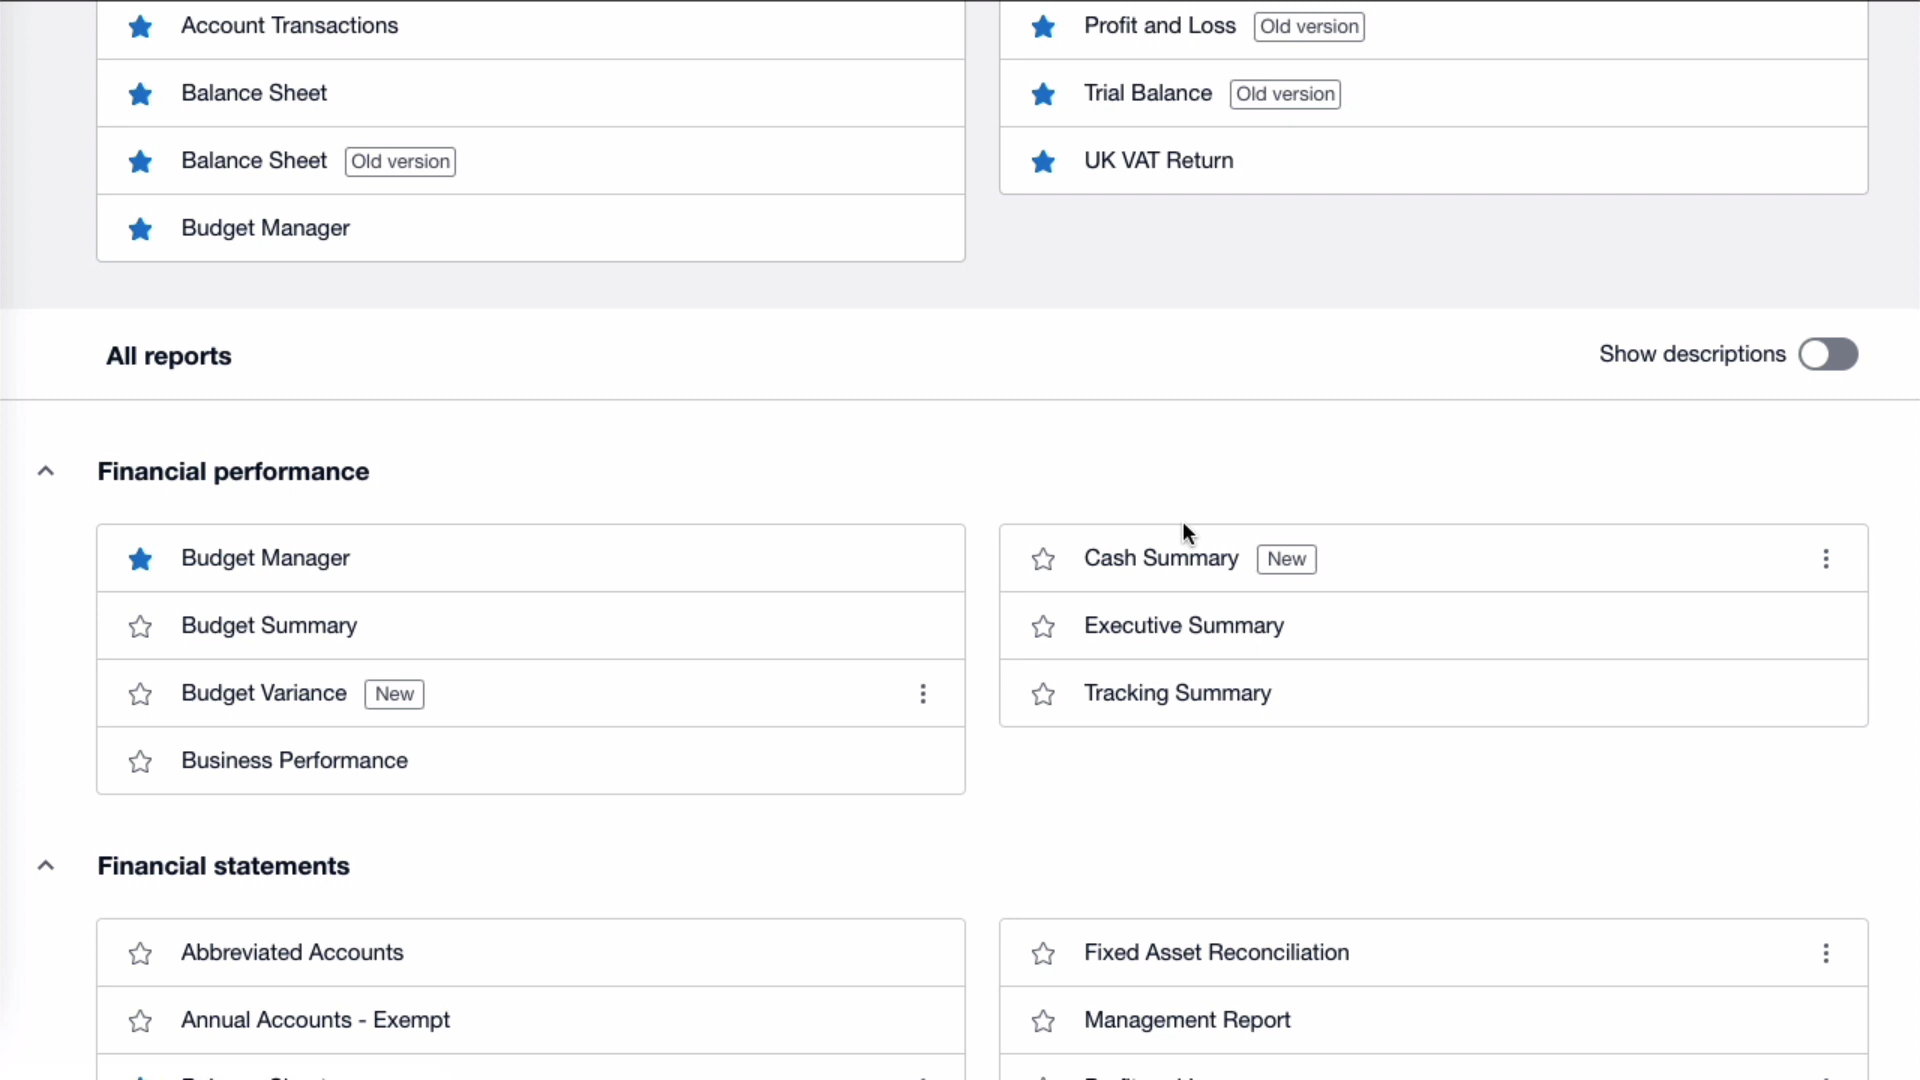 Account Transactions
Balance Sheet
Balance Sheet Old version
Budget Manager
Profit and Loss Old version
Trial Balance Old version
UK VAT Return
All reports
Show descriptions
Financial performance
Budget Manager
Budget Summary
Budget Variance New
Business Performance
Cash Summary New
Executive Summary
Tracking Summary
Financial statements
Abbreviated Accounts
Annual Accounts - Exempt
Fixed Asset Reconciliation
Management Report